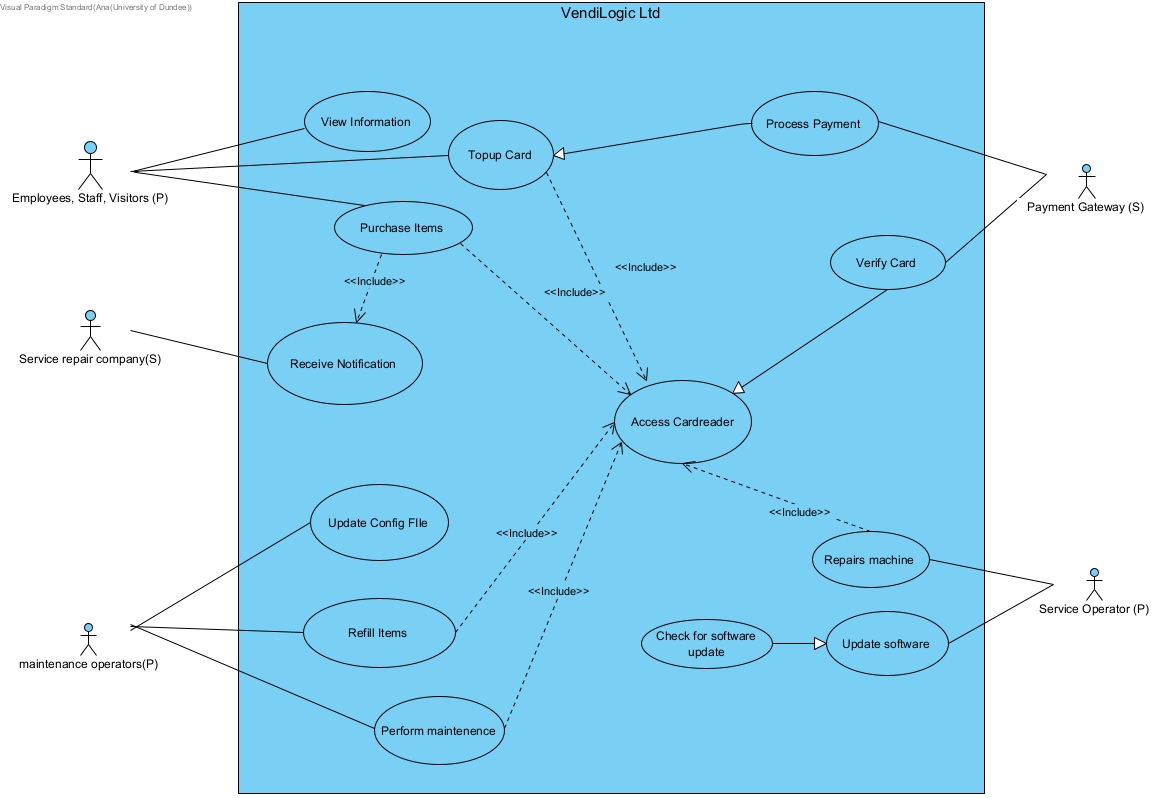 Visual Paradigm Standard(Ana(University of Dundee))
VendiLogic Ltd
View Information
Topup Card
Process Payment
Employees, Staff, Visitors (P)
Payment Gateway (S)
Purchase Items
Verify Card
<<Include>>
<<Include>>
<<Include>>
Service repair company(S)
Receive Notification
Access Cardreader
<<Include>>
Update Config FIle
<<Include>>
Repairs machine
<<Include>>
Service Operator (P)
Refill Items
Check for software
update
Update software
maintenance operators(P)
Perform maintenence